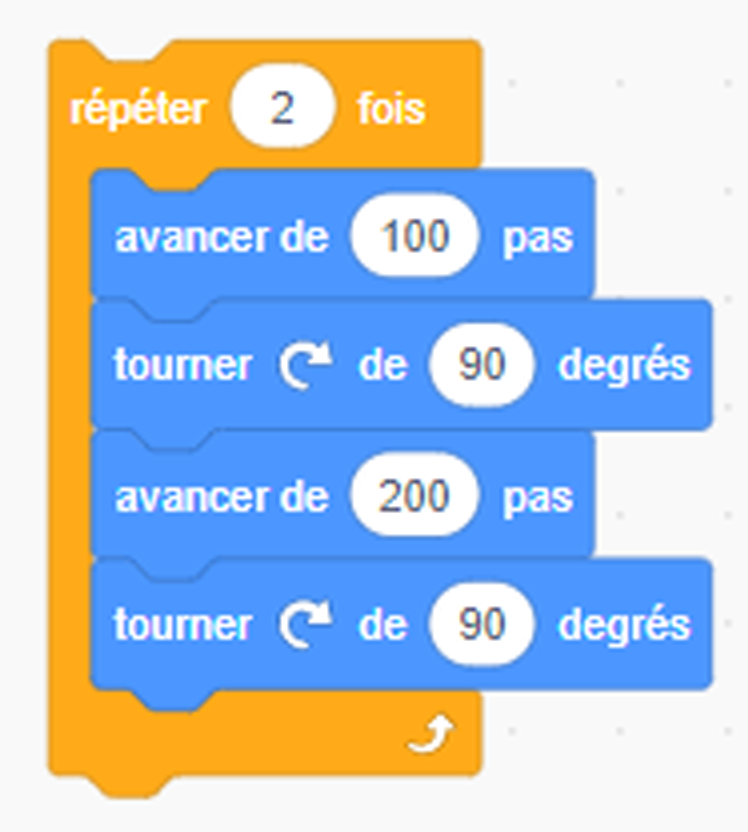 répéter 2 fois
avancer de 100 pas
tourner de 90 degrés
avancer de 200 pas
tourner de 90 degrés